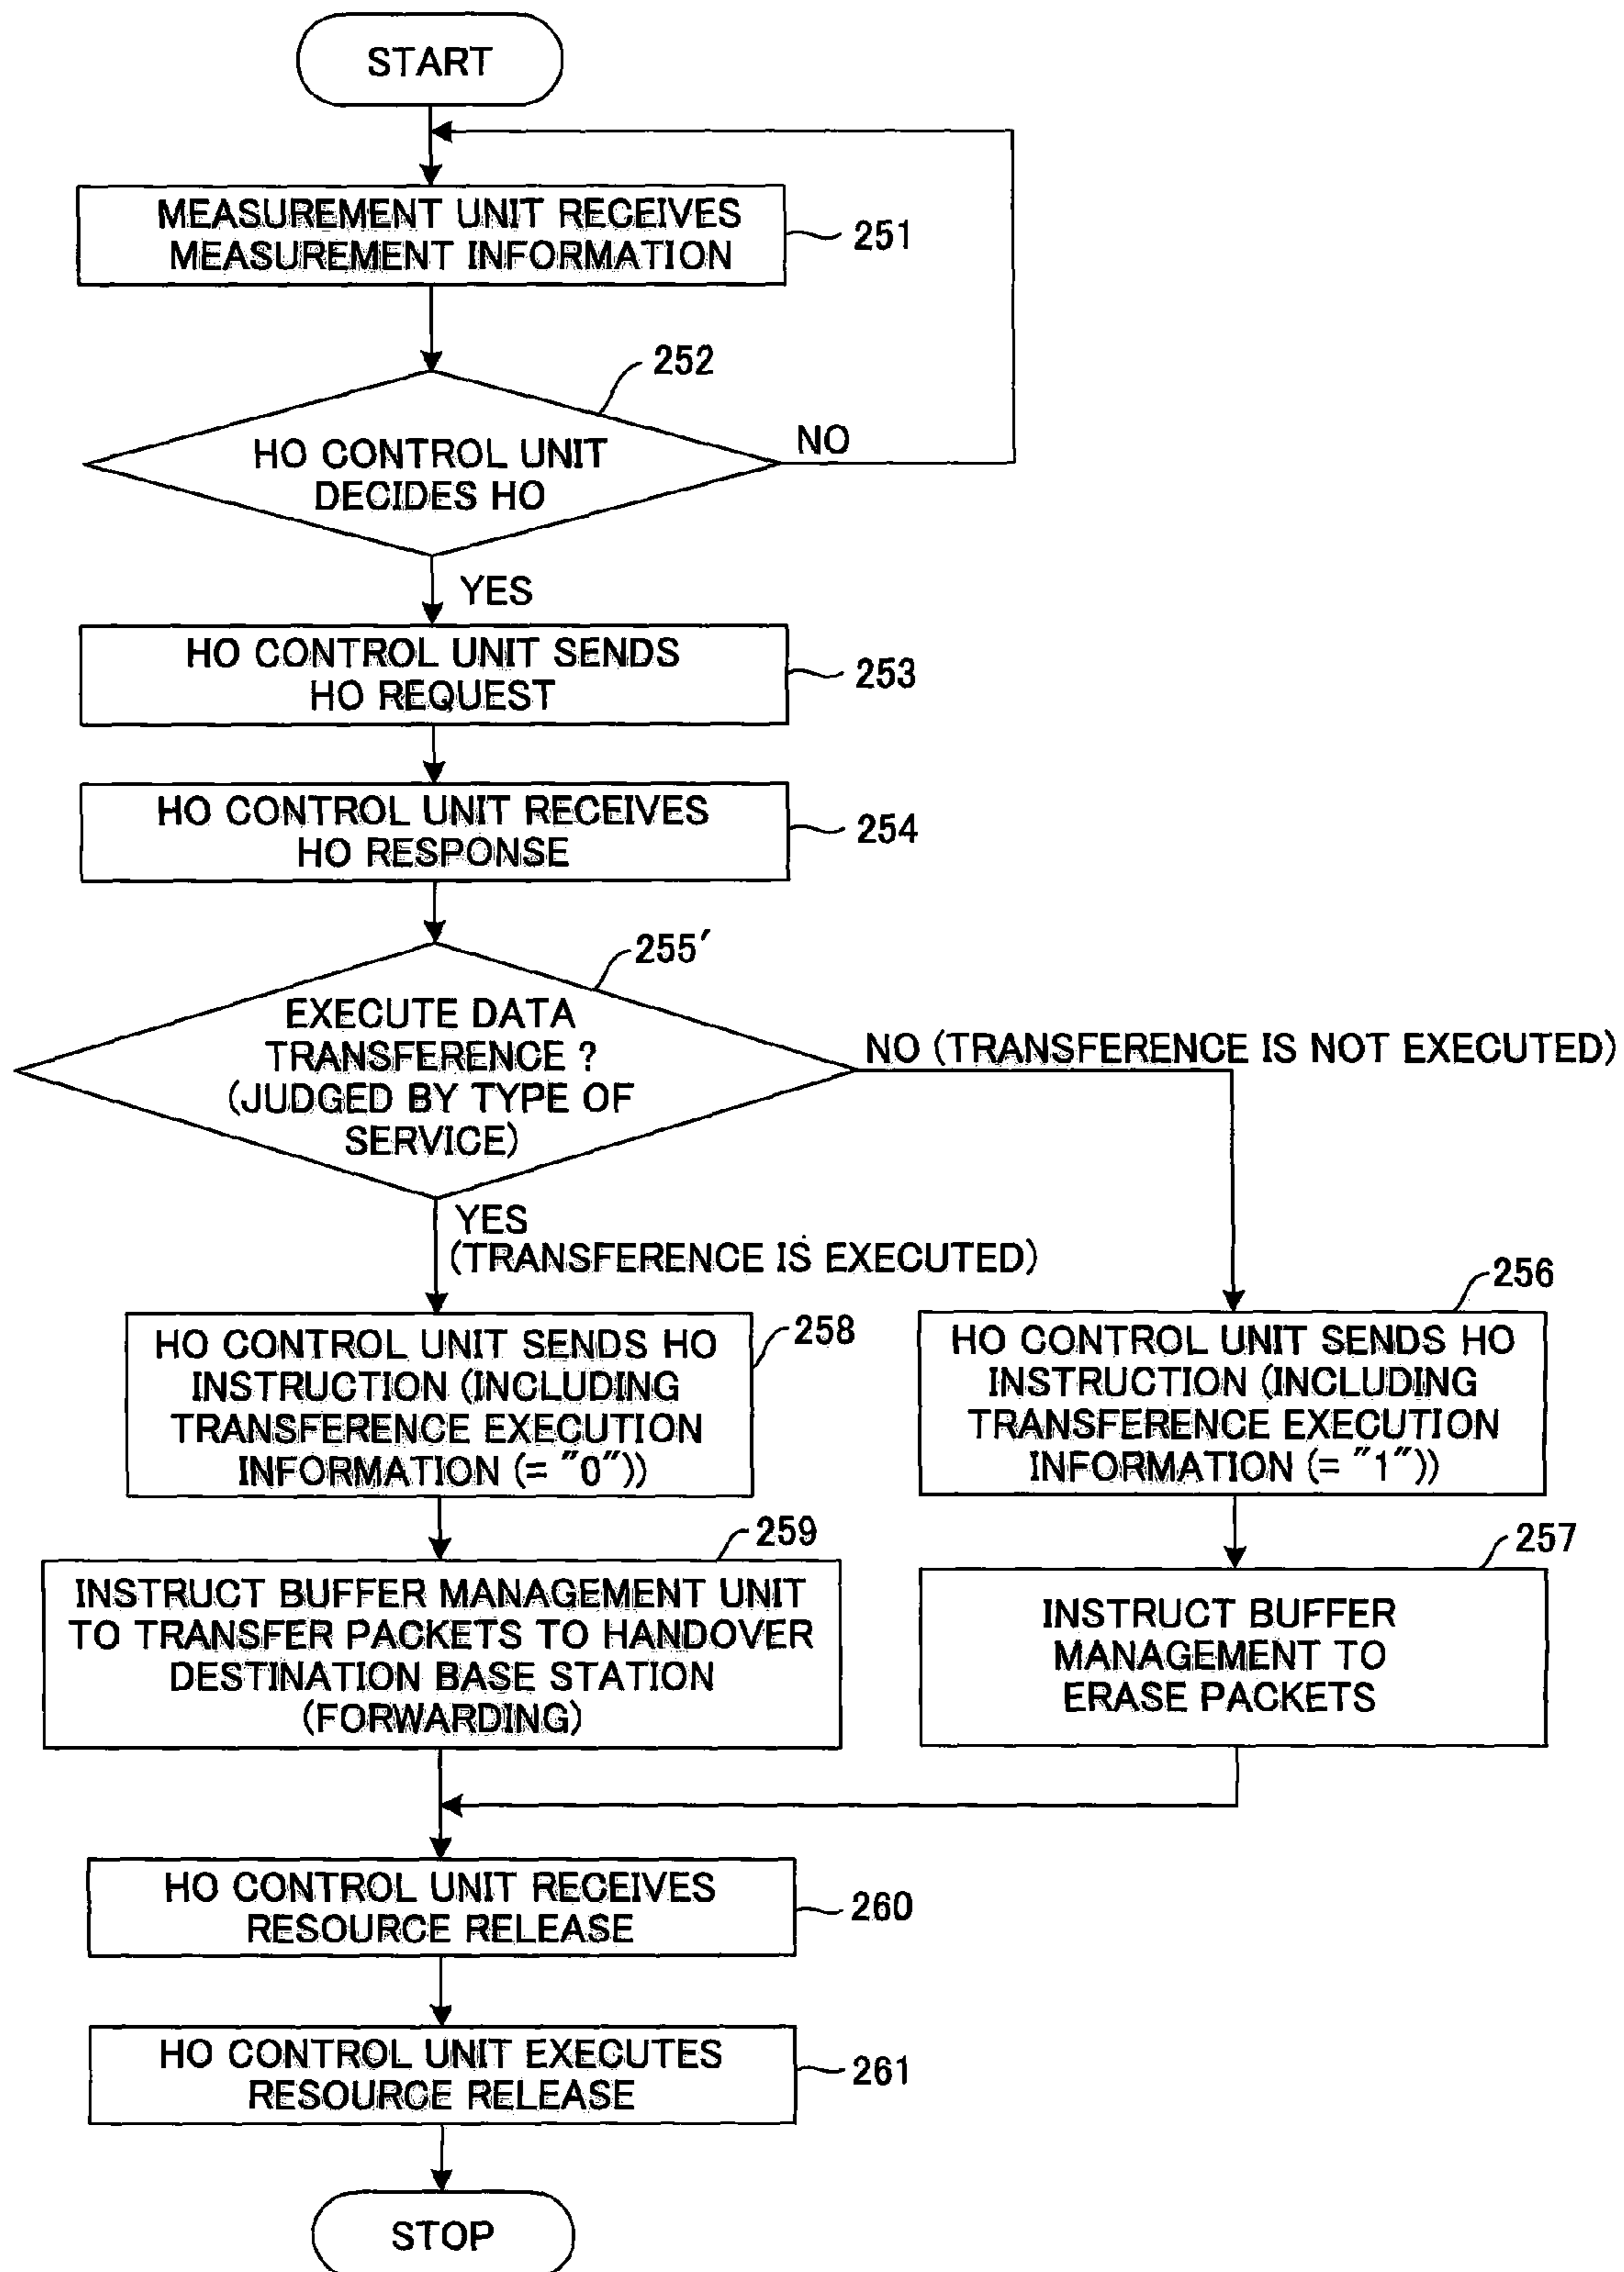 START
MEASUREMENT UNIT RECEIVES
MEASUREMENT INFORMATION
251
252
HO CONTROL UNIT
DECIDES HO
NO
YES
HO CONTROL UNIT SENDS
HO REQUEST
253
HO CONTROL UNIT RECEIVES
HO RESPONSE
254
255′
EXECUTE DATA
TRANSFERENCE ?
(JUDGED BY TYPE OF
SERVICE)
NO (TRANSFERENCE IS NOT EXECUTED)
YES
(TRANSFERENCE IS EXECUTED)
258
HO CONTROL UNIT SENDS HO
INSTRUCTION (INCLUDING
TRANSFERENCE EXECUTION
INFORMATION (= ″0″))
256
HO CONTROL UNIT SENDS HO
INSTRUCTION (INCLUDING
TRANSFERENCE EXECUTION
INFORMATION (= ″1″))
259
INSTRUCT BUFFER MANAGEMENT UNIT
TO TRANSFER PACKETS TO HANDOVER
DESTINATION BASE STATION
(FORWARDING)
257
INSTRUCT BUFFER
MANAGEMENT TO
ERASE PACKETS
HO CONTROL UNIT RECEIVES
RESOURCE RELEASE
260
HO CONTROL UNIT EXECUTES
RESOURCE RELEASE
261
STOP